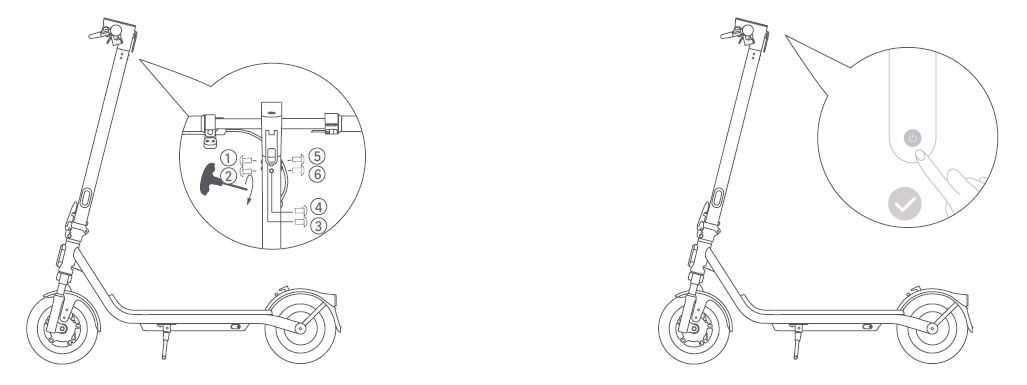 ① ⑤
② ⑥
④
③